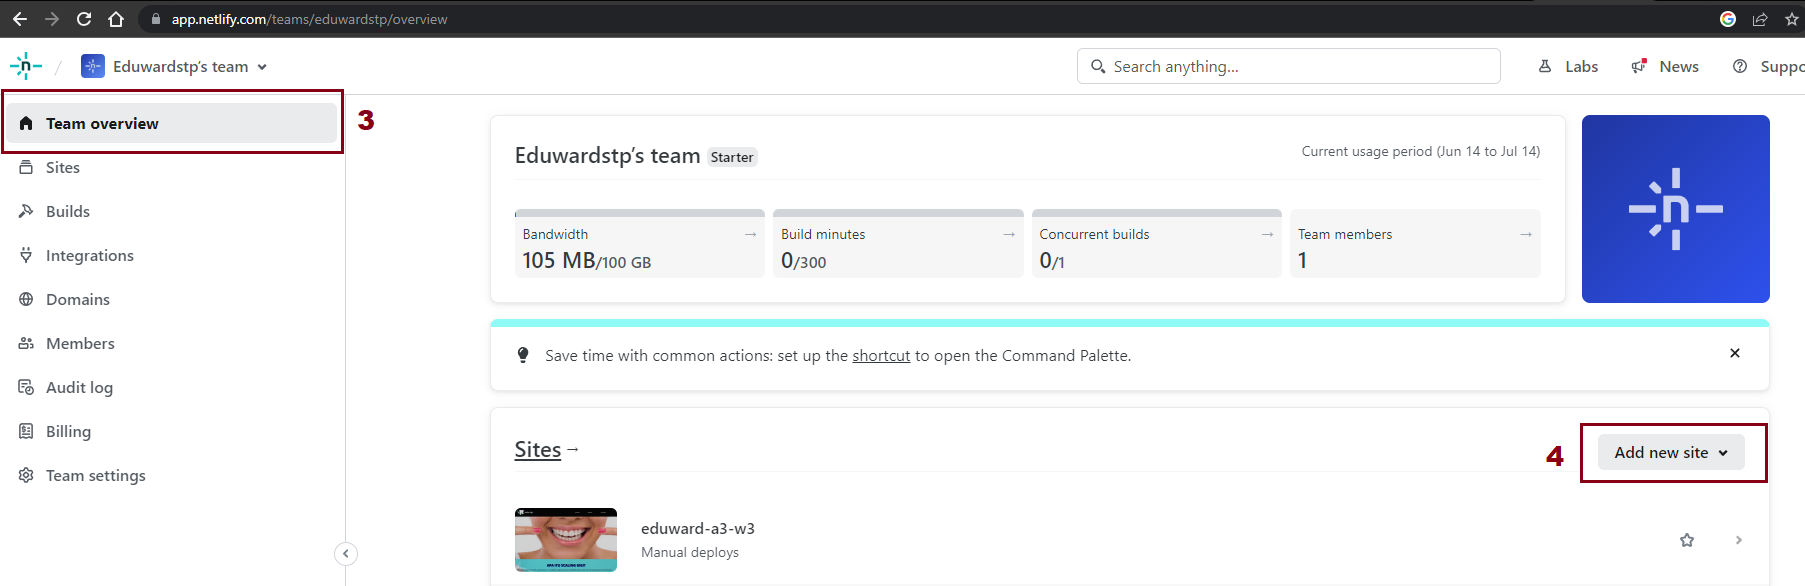 app.netlify.com/teams/eduwardstp/overview
Eduwardstp's team
Search anything...
Labs
News
Suppo
Team overview
3
Sites
Builds
Integrations
Domains
Members
Audit log
Billing
Team settings
Eduwardstp's team Starter
Current usage period (Jun 14 to Jul 14)
Bandwidth →
105 MB/100 GB
Build minutes →
0/300
Concurrent builds →
0/1
Team members →
1
Save time with common actions: set up the shortcut to open the Command Palette.
Sites →
4
Add new site
eduward-a3-w3
Manual deploys